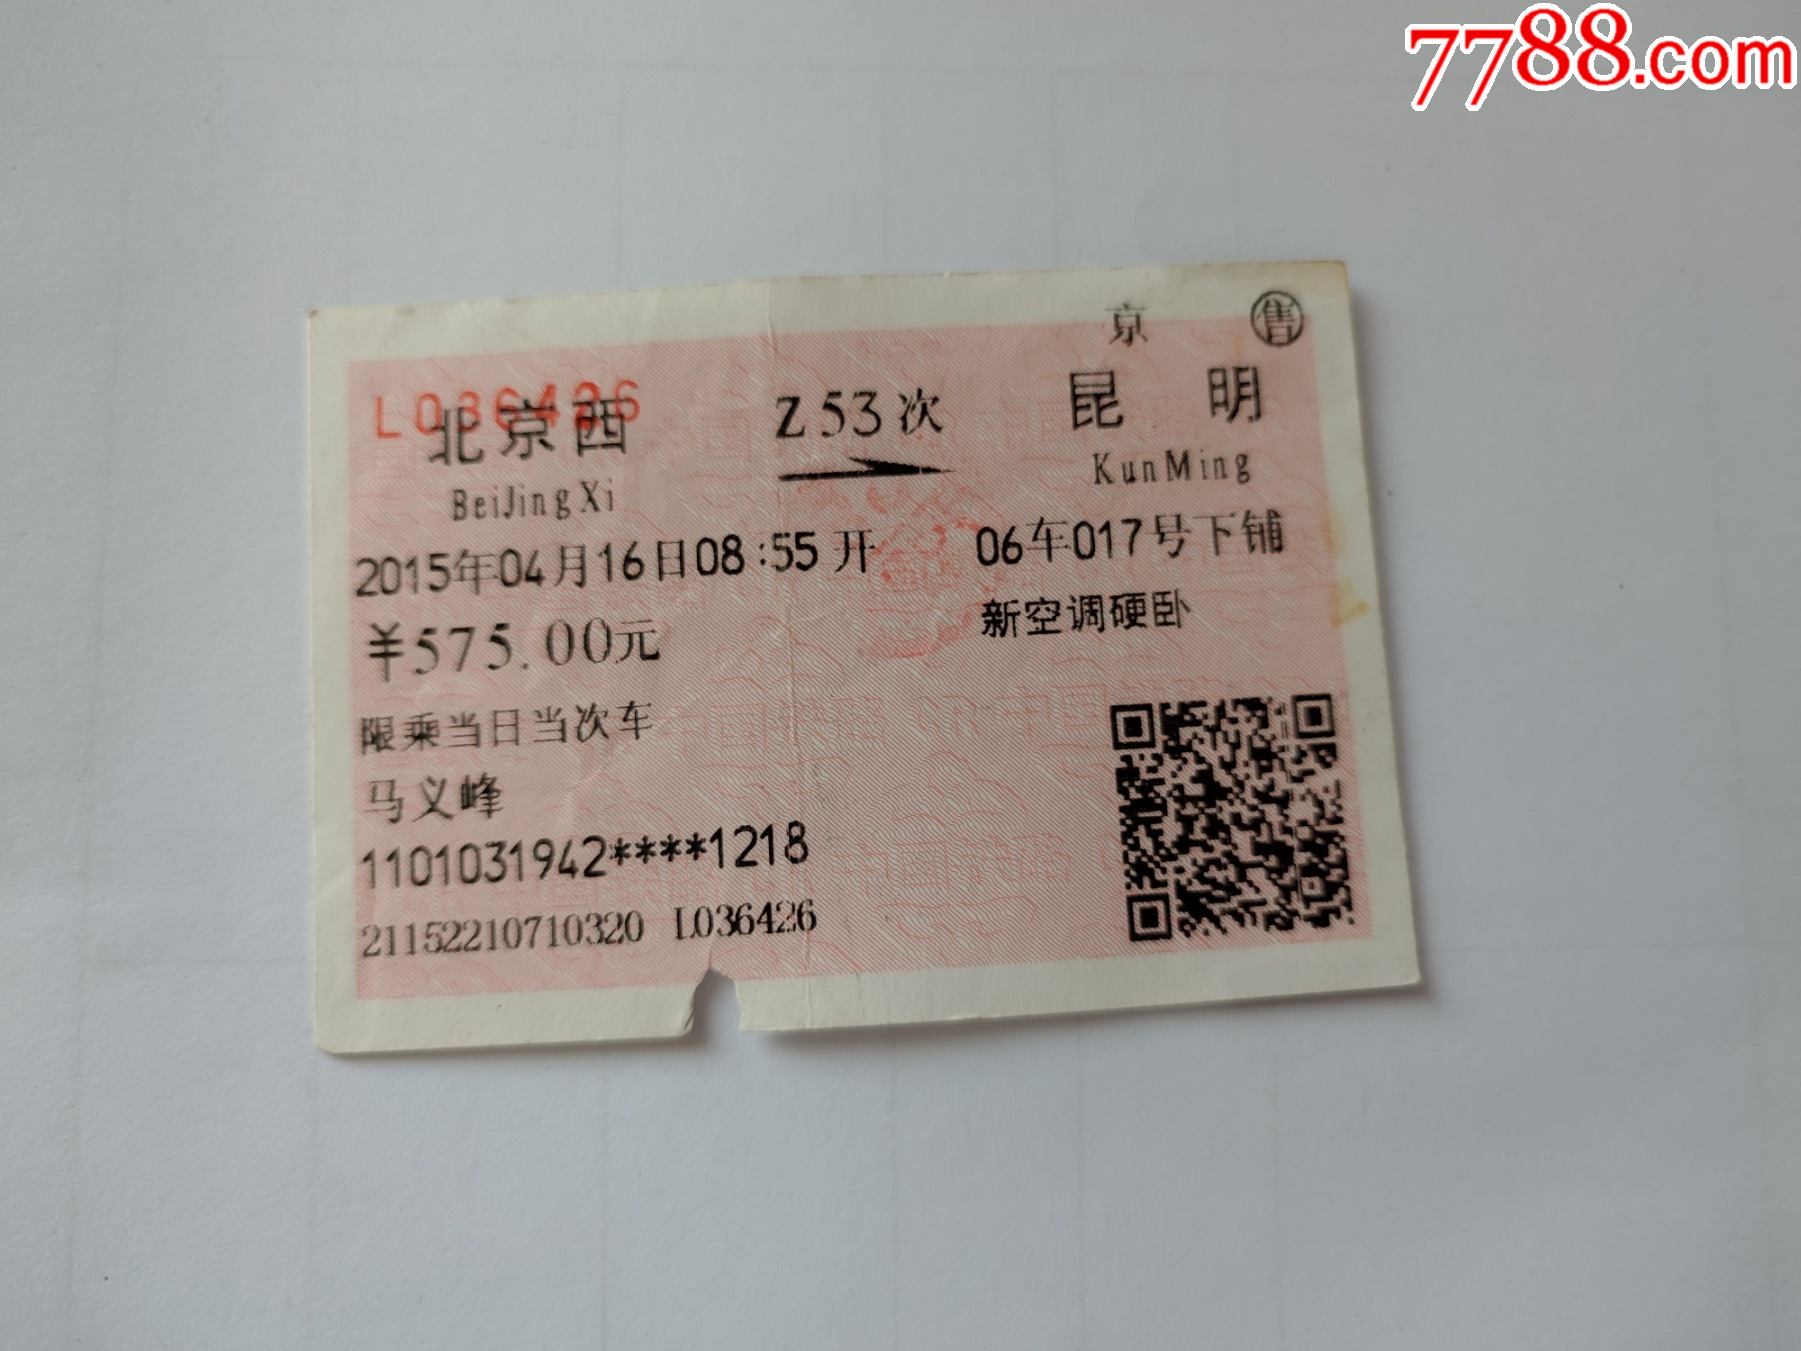 7788.com
京 售
L036426
北京西 Z53次 昆明
BeiJingXi KunMing
2015年04月16日08:55开 06车017号下铺
¥575.00元 新空调硬卧
限乘当日当次车
马义峰
1101031942****1218
21152210710320 L036426